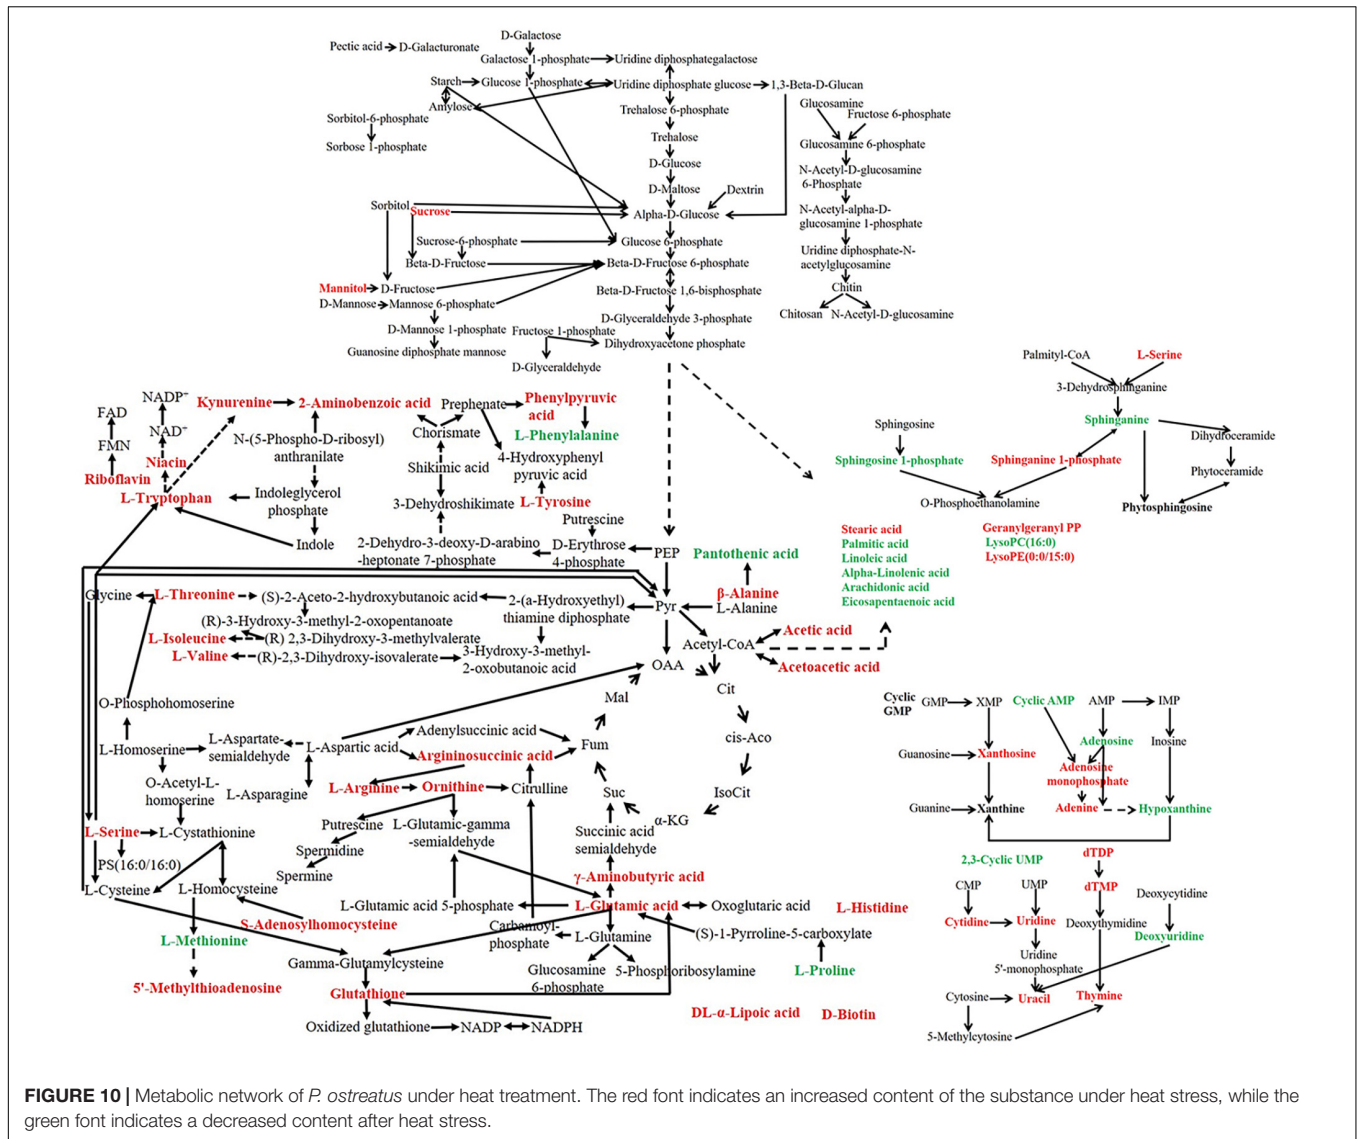 D-Galactose
Pectic acid
D-Galacturonate
Galactose 1-phosphate
Uridine diphosphategalactose
Starch
Glucose 1-phosphate
Uridine diphosphate glucose
1,3-Beta-D-Glucan
Amylose
Trehalose 6-phosphate
Glucosamine
Fructose 6-phosphate
Sorbitol-6-phosphate
Trehalose
Sorbose 1-phosphate
Glucosamine 6-phosphate
D-Glucose
N-Acetyl-D-glucosamine
6-Phosphate
D-Maltose
Dextrin
Sorbitol
Sucrose
Alpha-D-Glucose
N-Acetyl-alpha-D-
glucosamine 1-phosphate
Sucrose-6-phosphate
Glucose 6-phosphate
Uridine diphosphate-N-
acetylglucosamine
Beta-D-Fructose
Beta-D-Fructose 6-phosphate
Mannitol
D-Fructose
Beta-D-Fructose 1,6-bisphosphate
Chitin
D-Mannose
Mannose 6-phosphate
Chitosan
N-Acetyl-D-glucosamine
D-Glyceraldehyde 3-phosphate
D-Mannose 1-phosphate
Fructose 1-phosphate
Dihydroxyacetone phosphate
Guanosine diphosphate mannose
D-Glyceraldehyde
Palmityl-CoA
L-Serine
3-Dehydrosphinganine
Sphinganine
Sphingosine
Dihydroceramide
Sphingosine 1-phosphate
Sphinganine 1-phosphate
Phytoceramide
O-Phosphoethanolamine
Phytosphingosine
NADP⁺
FAD
NAD⁺
FMN
Niacin
Riboflavin
L-Tryptophan
Kynurenine
2-Aminobenzoic acid
Prephenate
Phenylpyruvic
acid
Chorismate
L-Phenylalanine
N-(5-Phospho-D-ribosyl)
anthranilate
4-Hydroxyphenyl
pyruvic acid
Shikimic acid
Indoleglycerol
phosphate
3-Dehydroshikimate
L-Tyrosine
Putrescine
Indole
2-Dehydro-3-deoxy-D-arabino
-heptonate 7-phosphate
D-Erythrose
4-phosphate
PEP
Pantothenic acid
Stearic acid
Palmitic acid
Linoleic acid
Alpha-Linolenic acid
Arachidonic acid
Eicosapentaenoic acid
Geranylgeranyl PP
LysoPC(16:0)
LysoPE(0:0/15:0)
Glycine
L-Threonine
(S)-2-Aceto-2-hydroxybutanoic acid
2-(a-Hydroxyethyl)
thiamine diphosphate
Pyr
β-Alanine
L-Alanine
(R)-3-Hydroxy-3-methyl-2-oxopentanoate
L-Isoleucine
(R) 2,3-Dihydroxy-3-methylvalerate
L-Valine
(R)-2,3-Dihydroxy-isovalerate
3-Hydroxy-3-methyl-
2-oxobutanoic acid
Acetyl-CoA
Acetic acid
Acetoacetic acid
OAA
Cit
Mal
cis-Aco
Fum
IsoCit
Suc
α-KG
O-Phosphohomoserine
L-Homoserine
L-Aspartate-
semialdehyde
L-Aspartic acid
Adenylsuccinic acid
Argininosuccinic acid
O-Acetyl-L-
homoserine
L-Asparagine
L-Arginine
Ornithine
Citrulline
Putrescine
L-Glutamic-gamma
-semialdehyde
Succinic acid
semialdehyde
L-Serine
L-Cystathionine
Spermidine
PS(16:0/16:0)
Spermine
γ-Aminobutyric acid
L-Cysteine
L-Homocysteine
L-Glutamic acid 5-phosphate
L-Glutamic acid
Oxoglutaric acid
L-Histidine
S-Adenosylhomocysteine
Carbamoyl-
phosphate
L-Glutamine
(S)-1-Pyrroline-5-carboxylate
L-Methionine
Gamma-Glutamylcysteine
Glucosamine
6-phosphate
5-Phosphoribosylamine
L-Proline
5'-Methylthioadenosine
Glutathione
DL-α-Lipoic acid
D-Biotin
Oxidized glutathione
NADP
NADPH
Cyclic
GMP
GMP
XMP
Cyclic AMP
AMP
IMP
Guanosine
Xanthosine
Adenosine
Inosine
Adenosine
monophosphate
Guanine
Xanthine
Adenine
Hypoxanthine
2,3-Cyclic UMP
dTDP
CMP
UMP
dTMP
Deoxycytidine
Cytidine
Uridine
Deoxythymidine
Deoxyuridine
Uridine
5'-monophosphate
Cytosine
Uracil
Thymine
5-Methylcytosine
FIGURE 10 | Metabolic network of P. ostreatus under heat treatment. The red font indicates an increased content of the substance under heat stress, while the
green font indicates a decreased content after heat stress.